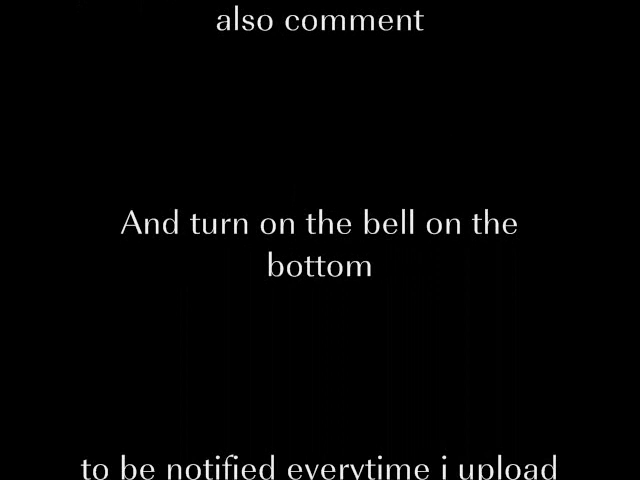 also comment
And turn on the bell on the
bottom
to be notified everytime i upload